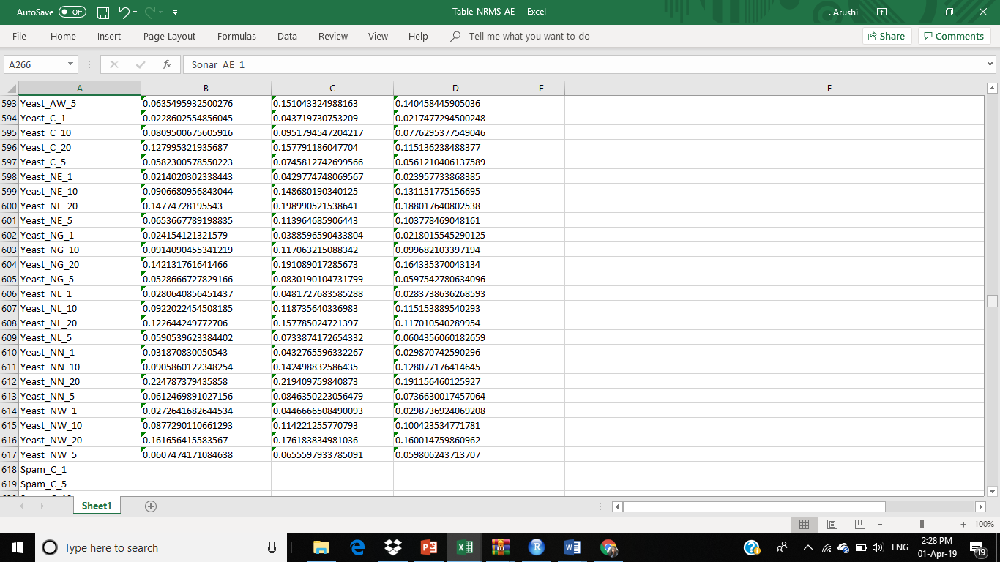 AutoSave Off Table-NRMS-AE - Excel . Arushi
File Home Insert Page Layout Formulas Data Review View Help Tell me what you want to do Share Comments
A266 fx Sonar_AE_1
A B C D E F
593 Yeast_AW_5 0.0635495932500276 0.151043324988163 0.140458445905036
594 Yeast_C_1 0.0228602554856045 0.043719730753209 0.0217477294500248
595 Yeast_C_10 0.0809500675605916 0.0951794547204217 0.0776295377549046
596 Yeast_C_20 0.127995321935687 0.157791186047704 0.115136238488377
597 Yeast_C_5 0.0582300578550223 0.0745812742699566 0.0561210406137589
598 Yeast_NE_1 0.0214020302338443 0.0429774748069567 0.023957733868385
599 Yeast_NE_10 0.0906680956843044 0.148680190340125 0.131151775156695
600 Yeast_NE_20 0.14774728195543 0.198990521538641 0.188017640802538
601 Yeast_NE_5 0.0653667789198835 0.113964685906443 0.103778469048161
602 Yeast_NG_1 0.024154121321579 0.0388596590433804 0.0218015545290125
603 Yeast_NG_10 0.0914090455341219 0.117063215088342 0.099682103397194
604 Yeast_NG_20 0.142131761641466 0.191089017285673 0.164335370043134
605 Yeast_NG_5 0.0528666727829166 0.0830190104731799 0.0597542780634096
606 Yeast_NL_1 0.0280640856451437 0.0481727683585288 0.0283738636268593
607 Yeast_NL_10 0.0922022454508185 0.118735640336983 0.115153889540293
608 Yeast_NL_20 0.122644249772706 0.157785024721397 0.117010540289954
609 Yeast_NL_5 0.0590539623384402 0.0733874172654332 0.0604356060182659
610 Yeast_NN_1 0.031870830050543 0.0432765596332267 0.029870742590296
611 Yeast_NN_10 0.0905860122348254 0.142498832586435 0.128077176414645
612 Yeast_NN_20 0.224787379435858 0.219409759840873 0.191156460125927
613 Yeast_NN_5 0.0612469891027156 0.0846350223056479 0.0736630017457064
614 Yeast_NW_1 0.0272641682644534 0.0446666508490093 0.0298736924069208
615 Yeast_NW_10 0.0877290110661293 0.114221255770793 0.100423534771781
616 Yeast_NW_20 0.161656415583567 0.176183834981036 0.160014759860962
617 Yeast_NW_5 0.0607474171084638 0.0655597933785091 0.059806243713707
618 Spam_C_1
619 Spam_C_5
Sheet1
100%
Type here to search ENG 2:28 PM
01-Apr-19 19